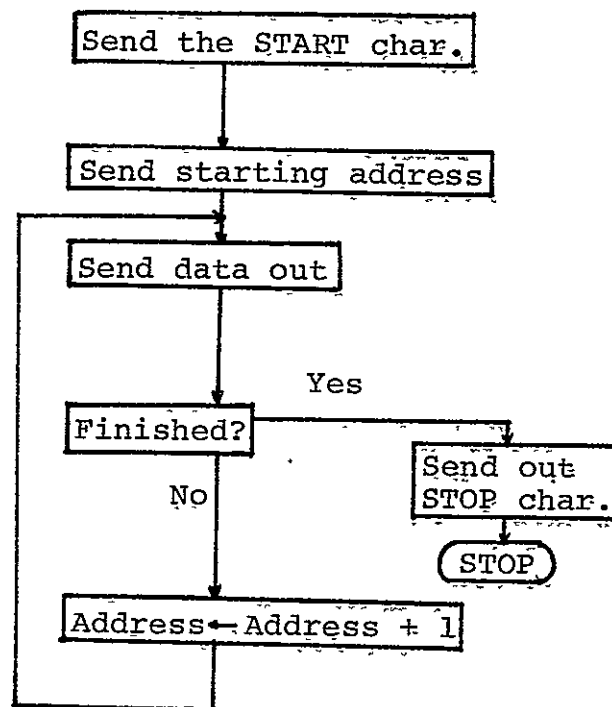 Send the START char.
Send starting address
Send data out
Yes
Finished?
Send out
STOP char.
No
STOP
Address← Address + 1